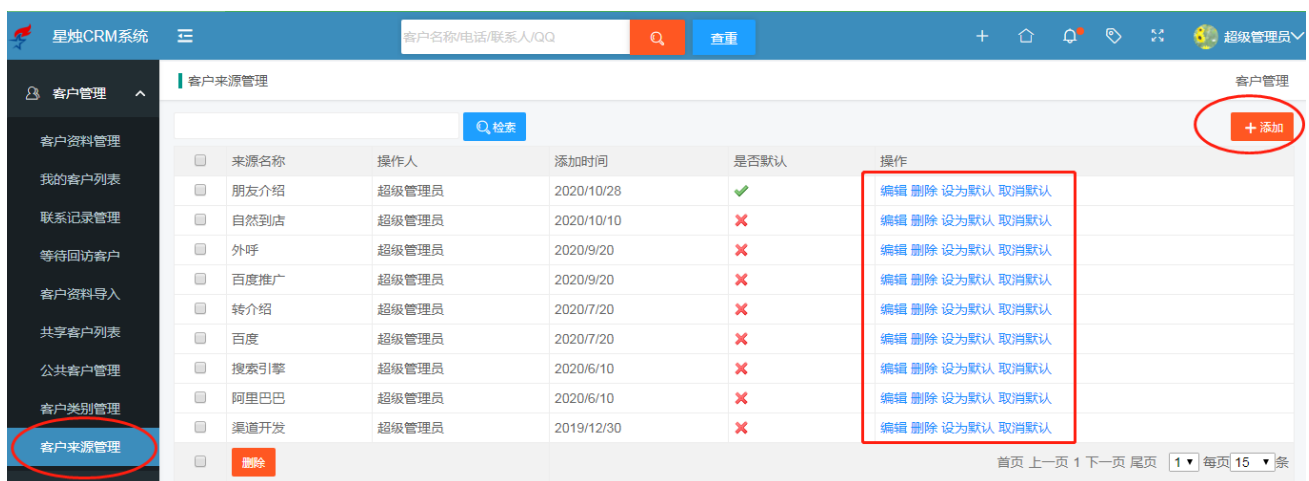 星烛CRM系统 客户名称/电话/联系人/QQ 查重 超级管理员
客户管理
客户资料管理
我的客户列表
联系记录管理
等待回访客户
客户资料导入
共享客户列表
公共客户管理
客户类别管理
客户来源管理
客户来源管理 客户管理
检索 添加
来源名称 操作人 添加时间 是否默认 操作
朋友介绍 超级管理员 2020/10/28 编辑 删除 设为默认 取消默认
自然到店 超级管理员 2020/10/10 编辑 删除 设为默认 取消默认
外呼 超级管理员 2020/9/20 编辑 删除 设为默认 取消默认
百度推广 超级管理员 2020/9/20 编辑 删除 设为默认 取消默认
转介绍 超级管理员 2020/7/20 编辑 删除 设为默认 取消默认
百度 超级管理员 2020/7/20 编辑 删除 设为默认 取消默认
搜索引擎 超级管理员 2020/6/10 编辑 删除 设为默认 取消默认
阿里巴巴 超级管理员 2020/6/10 编辑 删除 设为默认 取消默认
渠道开发 超级管理员 2019/12/30 编辑 删除 设为默认 取消默认
删除 首页 上一页 1 下一页 尾页 1 每页 15 条